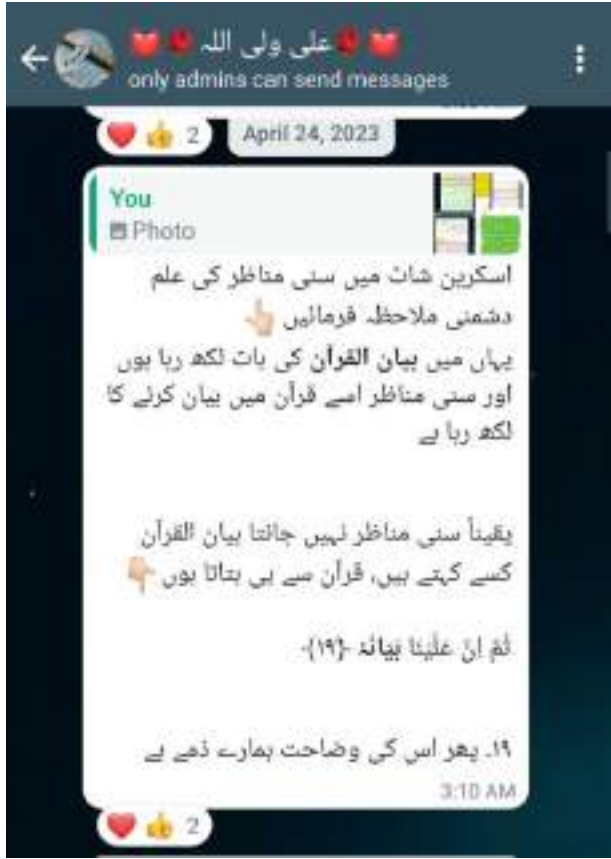 علی ولی اللہ
only admins can send messages
2
April 24, 2023
You
Photo
اسکرین شاٹ میں سنی مناظر کی علم
دشمنی ملاحظہ فرمائیں 👆🏻
یہاں میں بیان القرآن کی بات لکھ رہا ہوں
اور سنی مناظر اسے قرآن میں بیان کرنے کا
لکھ رہا ہے
یقیناً سنی مناظر نہیں جانتا بیان القرآن
کسے کہتے ہیں، قرآن سے ہی بتاتا ہوں 👇🏻
ثُمَّ اِنَّ عَلَیْنَا بَیَانَہٗ ﴿۱۹﴾
۱۹۔ پھر اس کی وضاحت ہمارے ذمے ہے
3:10 AM
2